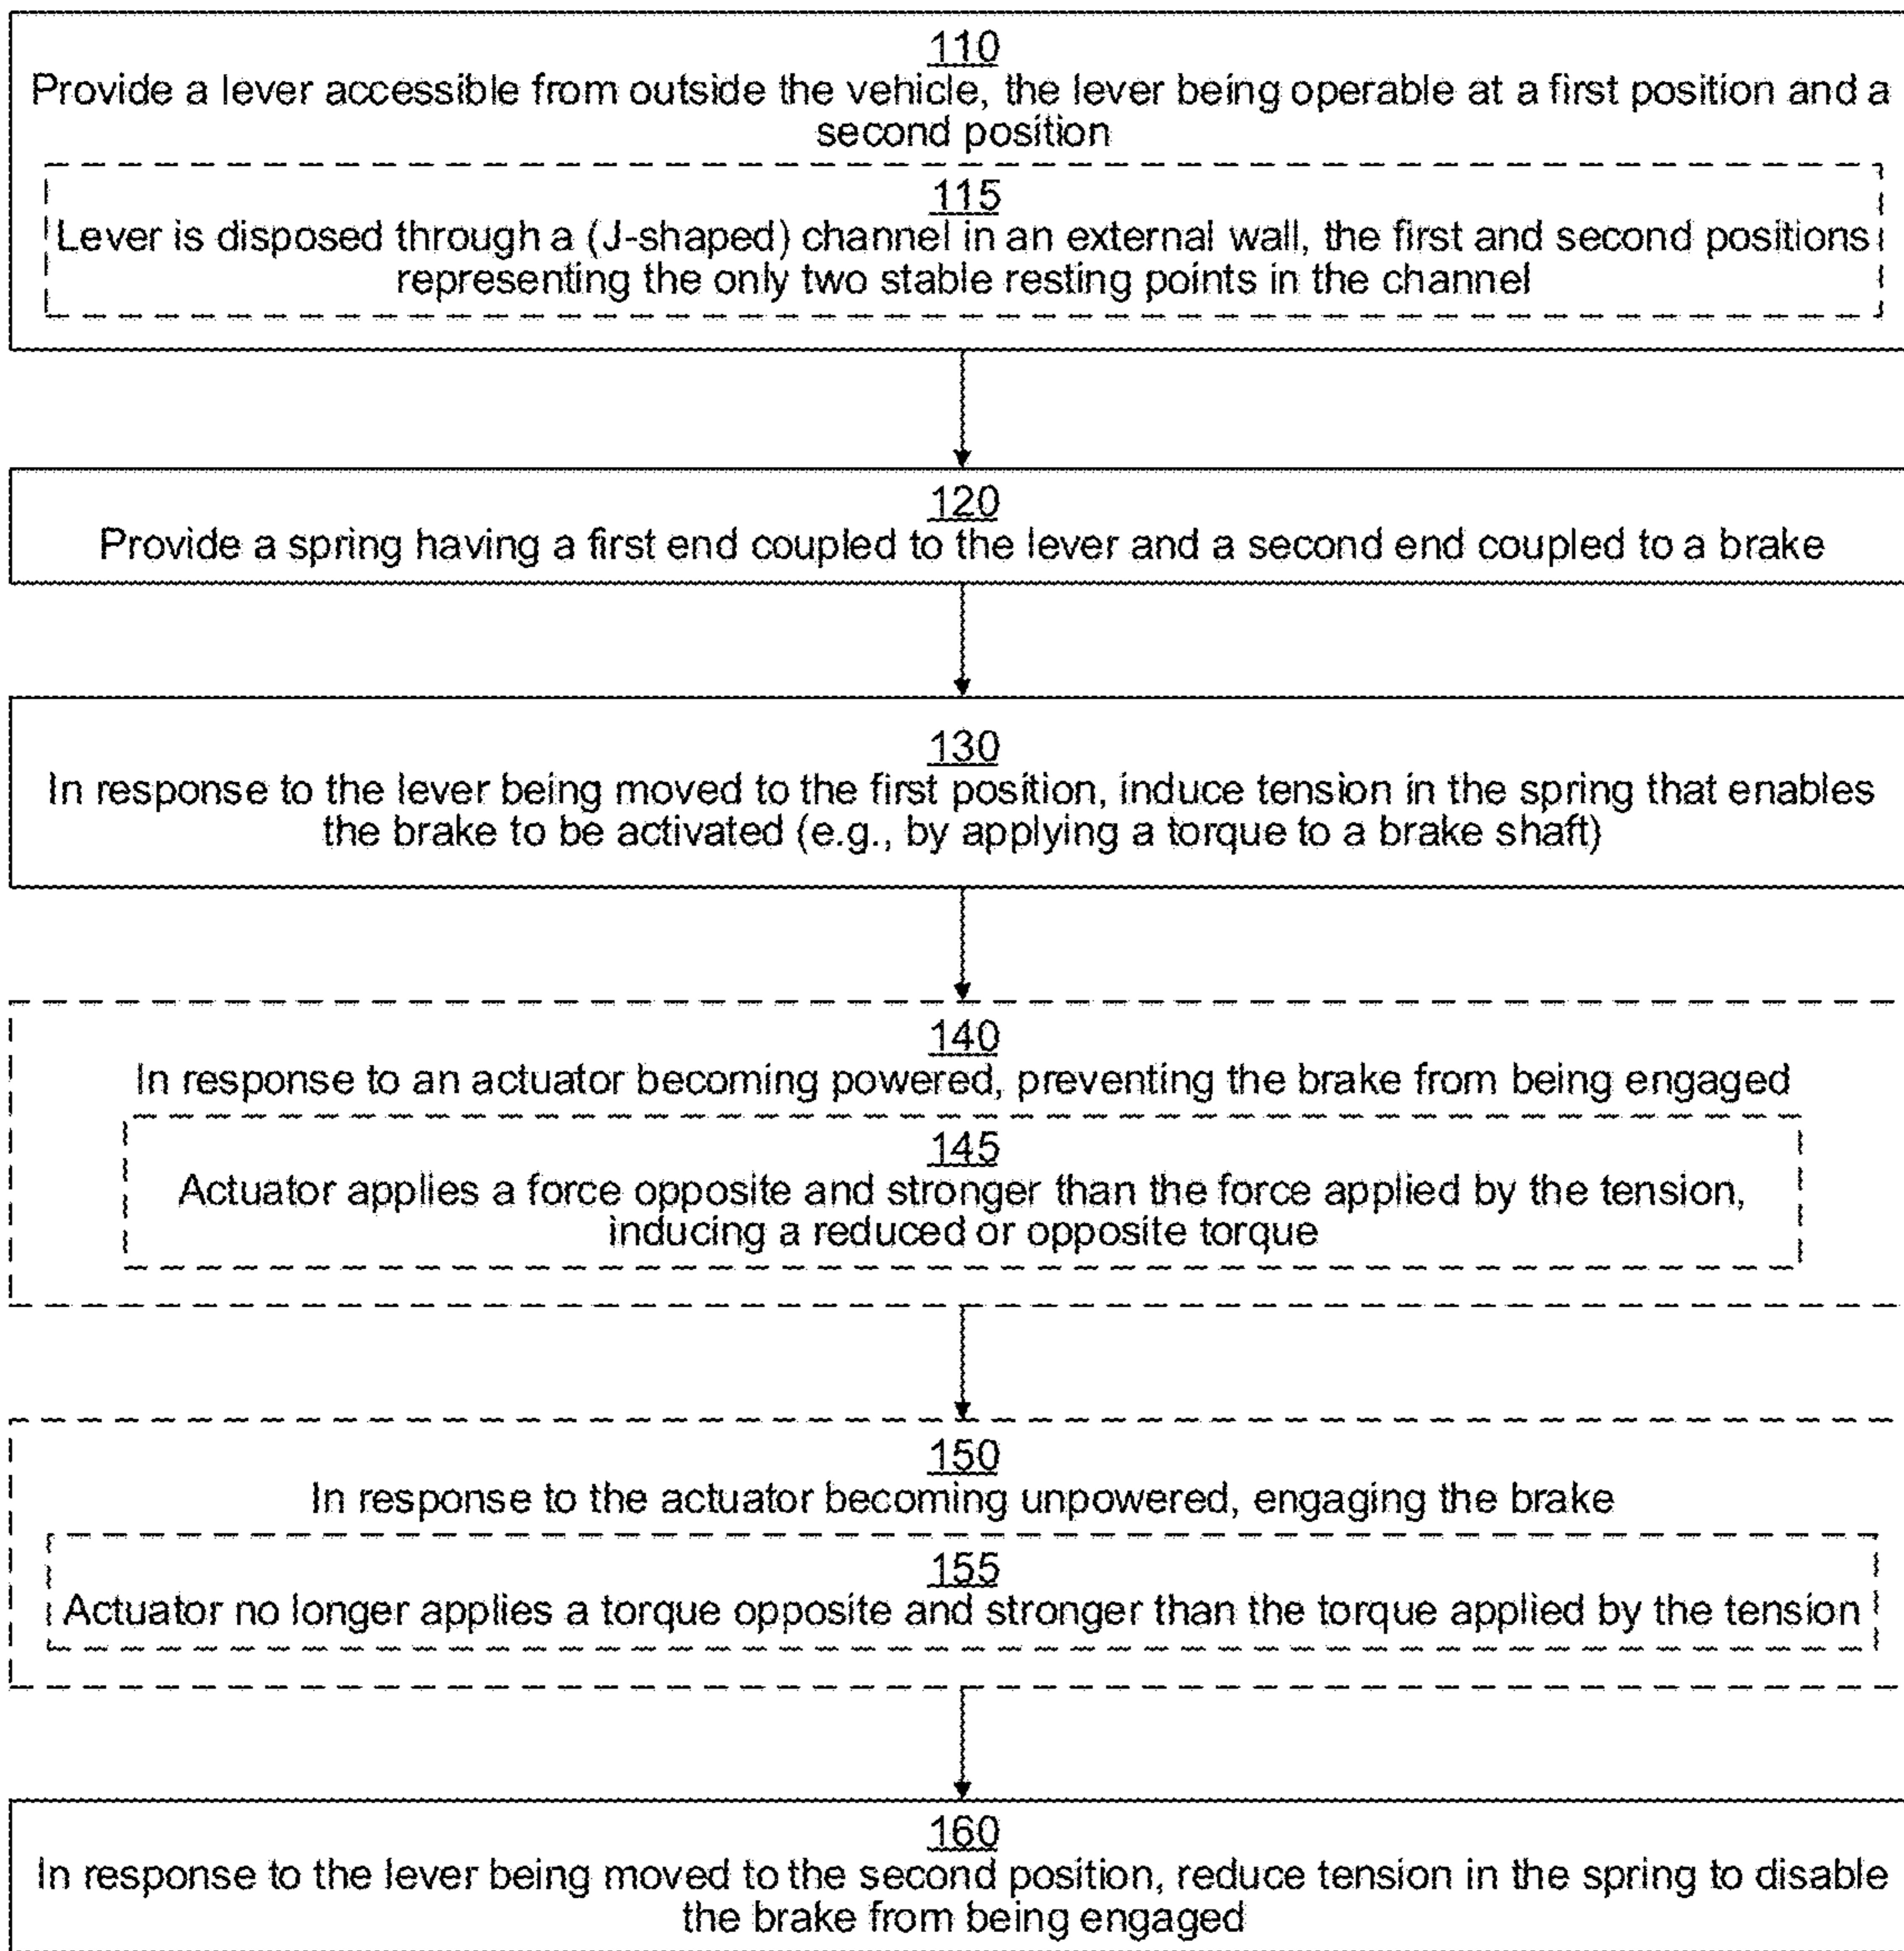 110
Provide a lever accessible from outside the vehicle, the lever being operable at a first position and a
second position
115
Lever is disposed through a (J-shaped) channel in an external wall, the first and second positions
representing the only two stable resting points in the channel
120
Provide a spring having a first end coupled to the lever and a second end coupled to a brake
130
In response to the lever being moved to the first position, induce tension in the spring that enables
the brake to be activated (e.g., by applying a torque to a brake shaft)
140
In response to an actuator becoming powered, preventing the brake from being engaged
145
Actuator applies a force opposite and stronger than the force applied by the tension,
inducing a reduced or opposite torque
150
In response to the actuator becoming unpowered, engaging the brake
155
Actuator no longer applies a torque opposite and stronger than the torque applied by the tension
160
In response to the lever being moved to the second position, reduce tension in the spring to disable
the brake from being engaged